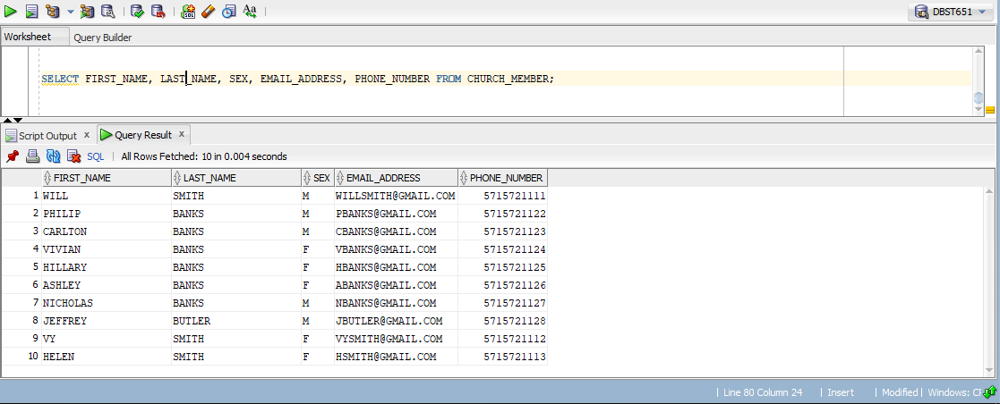 DBST651
Worksheet Query Builder
SELECT FIRST_NAME, LAST_NAME, SEX, EMAIL_ADDRESS, PHONE_NUMBER FROM CHURCH_MEMBER;
Script Output x Query Result x
SQL | All Rows Fetched: 10 in 0.004 seconds
FIRST_NAME LAST_NAME SEX EMAIL_ADDRESS PHONE_NUMBER
1 WILL SMITH M WILLSMITH@GMAIL.COM 5715721111
2 PHILIP BANKS M PBANKS@GMAIL.COM 5715721122
3 CARLTON BANKS M CBANKS@GMAIL.COM 5715721123
4 VIVIAN BANKS F VBANKS@GMAIL.COM 5715721124
5 HILLARY BANKS F HBANKS@GMAIL.COM 5715721125
6 ASHLEY BANKS F ABANKS@GMAIL.COM 5715721126
7 NICHOLAS BANKS M NBANKS@GMAIL.COM 5715721127
8 JEFFREY BUTLER M JBUTLER@GMAIL.COM 5715721128
9 VY SMITH F VYSMITH@GMAIL.COM 5715721112
10 HELEN SMITH F HSMITH@GMAIL.COM 5715721113
| Line 80 Column 24 | Insert | Modified | Windows: